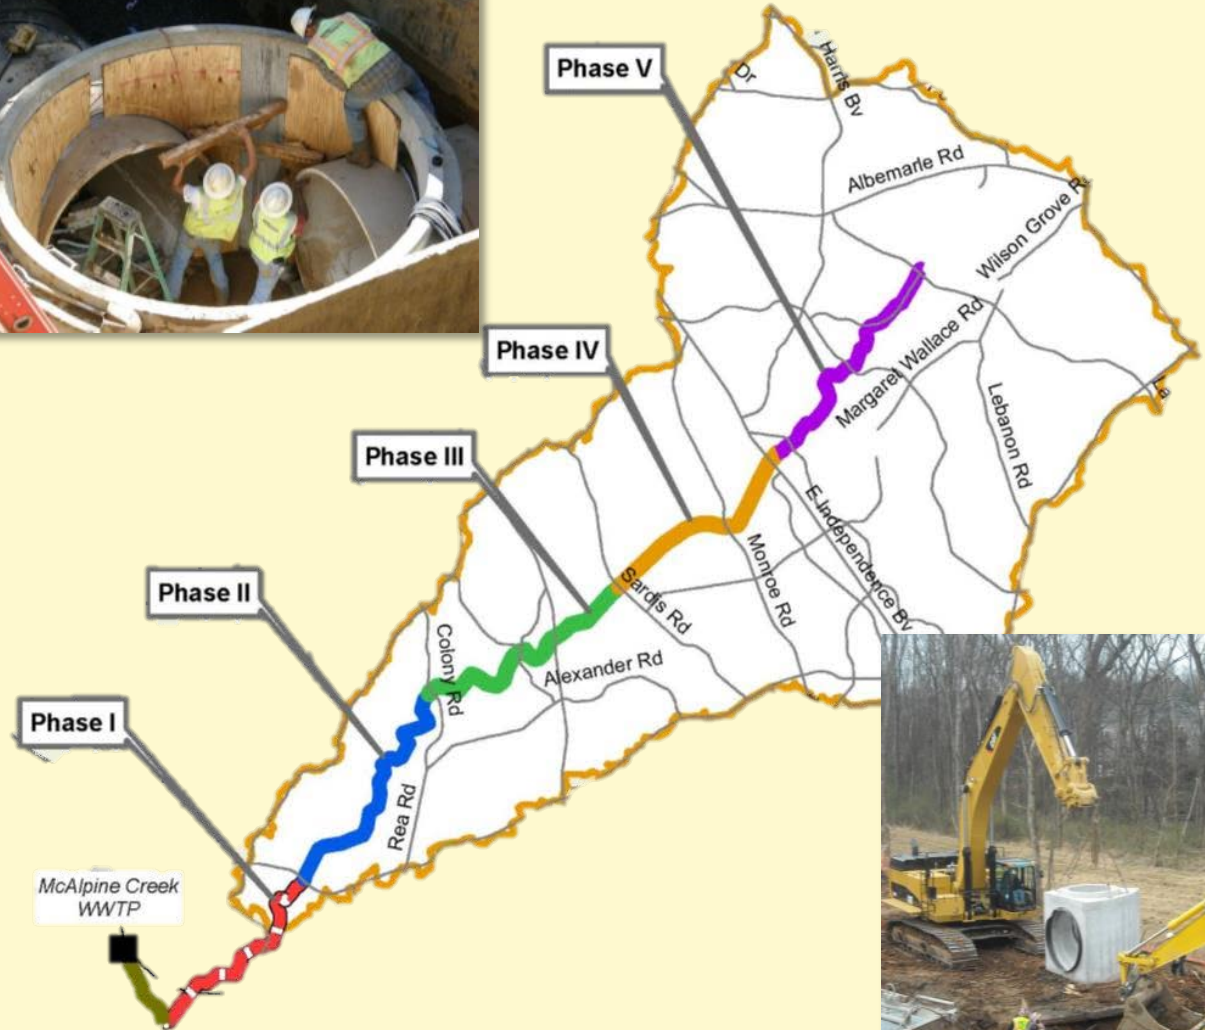 Phase V
Dr
Harris Bv
Albemarle Rd
Wilson Grove R
Phase IV
Margaret Wallace Rd
Lebanon Rd
La
Phase III
E Independence Bv
Monroe Rd
Sardis Rd
Phase II
Colony Rd
Alexander Rd
Phase I
Rea Rd
McAlpine Creek
WWTP